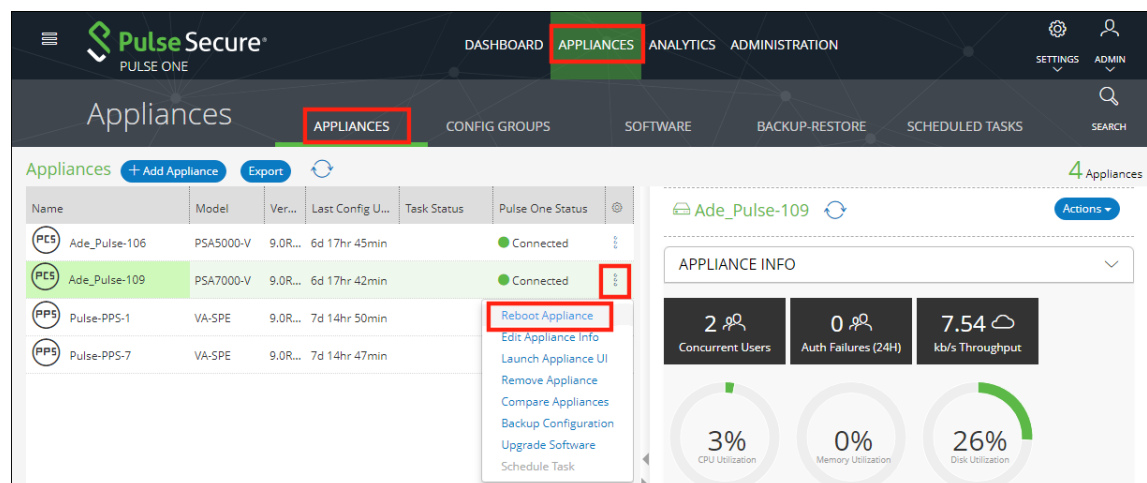 Pulse Secure®
PULSE ONE
DASHBOARD APPLIANCES ANALYTICS ADMINISTRATION
SETTINGS ADMIN
Appliances
APPLIANCES CONFIG GROUPS SOFTWARE BACKUP-RESTORE SCHEDULED TASKS
SEARCH
Appliances + Add Appliance Export
4 Appliances
Name Model Ver... Last Config U... Task Status Pulse One Status
PCS Ade_Pulse-106 PSA5000-V 9.0R... 6d 17hr 45min Connected
PCS Ade_Pulse-109 PSA7000-V 9.0R... 6d 17hr 42min Connected
PPS Pulse-PPS-1 VA-SPE 9.0R... 7d 14hr 50min
PPS Pulse-PPS-7 VA-SPE 9.0R... 7d 14hr 47min
Reboot Appliance
Edit Appliance Info
Launch Appliance UI
Remove Appliance
Compare Appliances
Backup Configuration
Upgrade Software
Schedule Task
Ade_Pulse-109 Actions
APPLIANCE INFO
2
Concurrent Users
0
Auth Failures (24H)
7.54
kb/s Throughput
3%
CPU Utilization
0%
Memory Utilization
26%
Disk Utilization